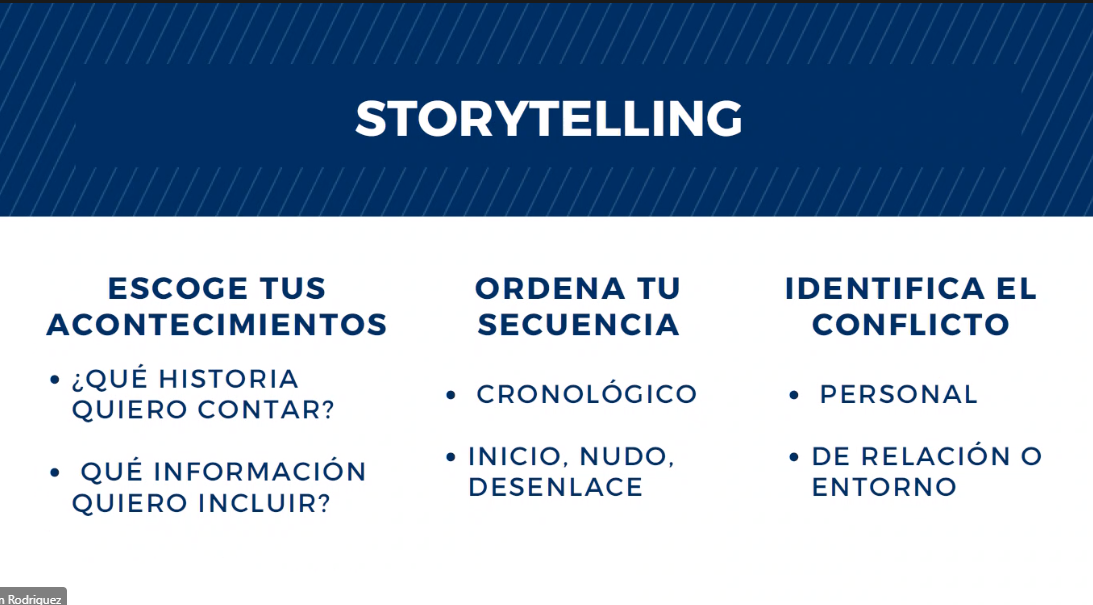 STORYTELLING
ESCOGE TUS
ACONTECIMIENTOS
• ¿QUÉ HISTORIA
QUIERO CONTAR?
• QUÉ INFORMACIÓN
QUIERO INCLUIR?
ORDENA TU
SECUENCIA
• CRONOLÓGICO
• INICIO, NUDO,
DESENLACE
IDENTIFICA EL
CONFLICTO
• PERSONAL
• DE RELACIÓN O
ENTORNO
Rodriguez